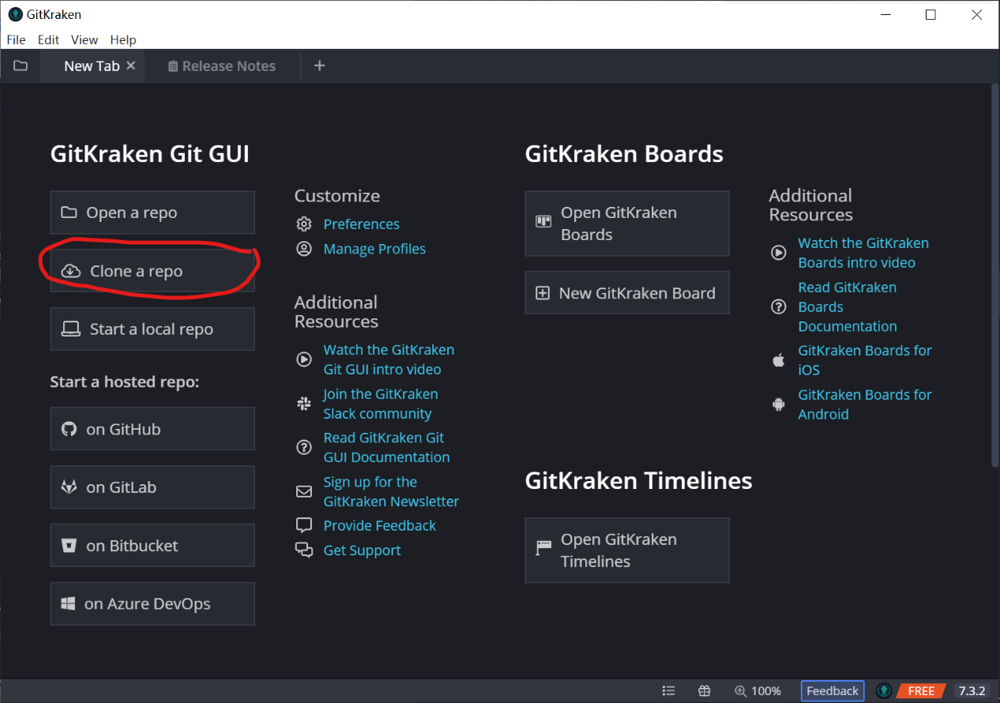 GitKraken
File Edit View Help
New Tab
Release Notes
GitKraken Git GUI
Open a repo
Clone a repo
Start a local repo
Start a hosted repo:
on GitHub
on GitLab
on Bitbucket
on Azure DevOps
Customize
Preferences
Manage Profiles
Additional
Resources
Watch the GitKraken
Git GUI intro video
Join the GitKraken
Slack community
Read GitKraken Git
GUI Documentation
Sign up for the
GitKraken Newsletter
Provide Feedback
Get Support
GitKraken Boards
Open GitKraken
Boards
New GitKraken Board
Additional
Resources
Watch the GitKraken
Boards intro video
Read GitKraken
Boards
Documentation
GitKraken Boards for
iOS
GitKraken Boards for
Android
GitKraken Timelines
Open GitKraken
Timelines
100%
Feedback
FREE
7.3.2